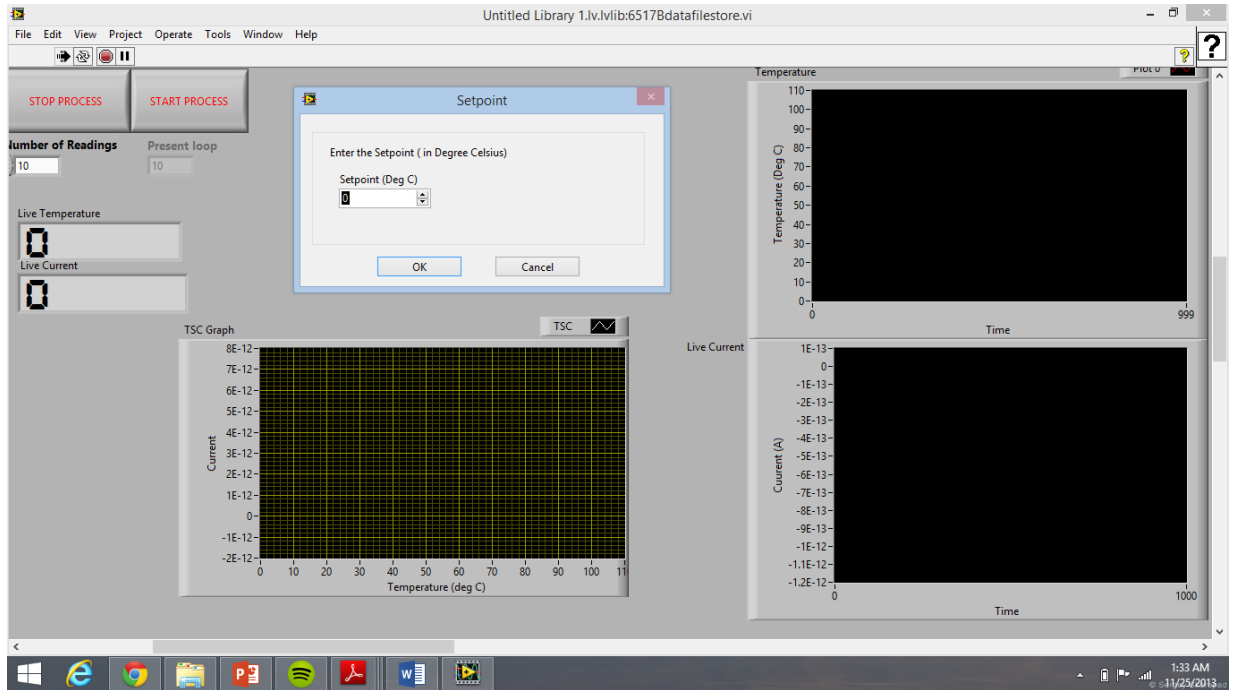 Untitled Library 1.lv.lvlib:6517Bdatafilestore.vi
File Edit View Project Operate Tools Window Help
?
?
STOP PROCESS
START PROCESS
Number of Readings
10
Present loop
10
Live Temperature
0
Live Current
0
Setpoint
Enter the Setpoint ( in Degree Celsius)
Setpoint (Deg C)
0
OK
Cancel
Temperature
Plot 0
Temperature (Deg C)
110
100
90
80
70
60
50
40
30
20
10
0
0
999
Time
TSC Graph
TSC
Current
8E-12
7E-12
6E-12
5E-12
4E-12
3E-12
2E-12
1E-12
0
-1E-12
-2E-12
0 10 20 30 40 50 60 70 80 90 100 11
Temperature (deg C)
Live Current
Cuurent (A)
1E-13
0
-1E-13
-2E-13
-3E-13
-4E-13
-5E-13
-6E-13
-7E-13
-8E-13
-9E-13
-1E-12
-1.1E-12
-1.2E-12
0
1000
Time
1:33 AM
11/25/2013